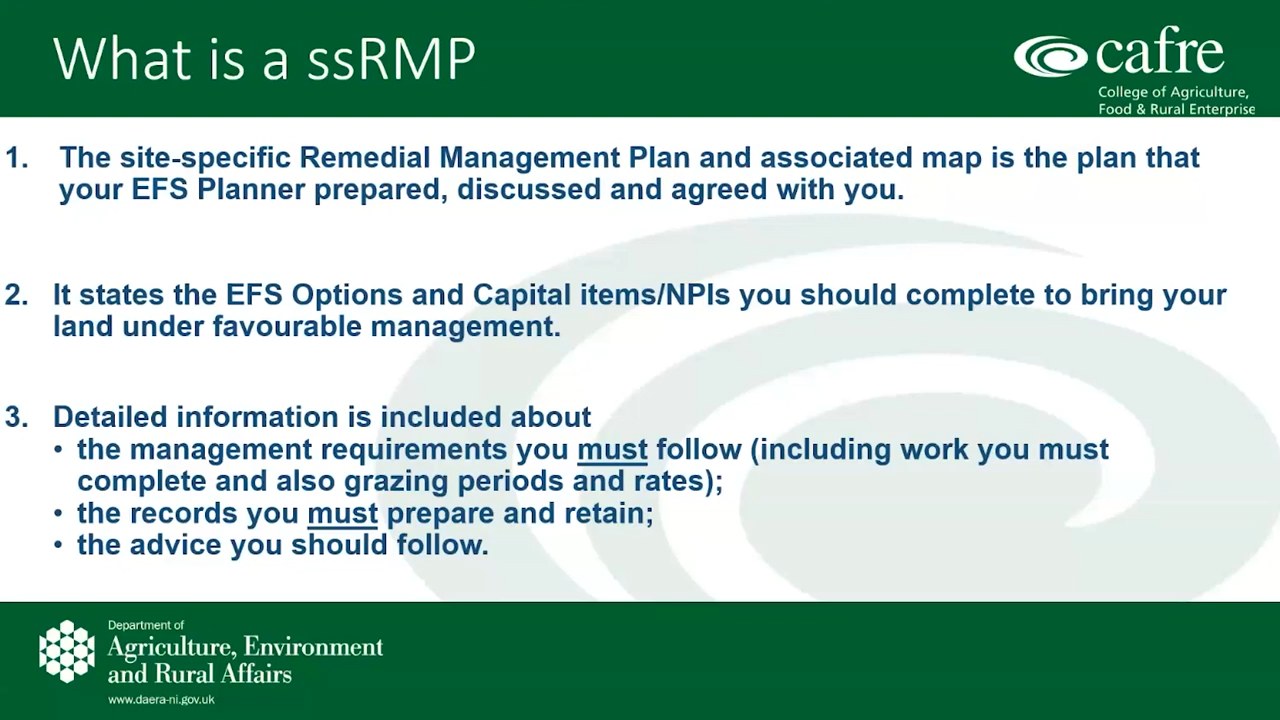 What is a ssRMP
cafre
College of Agriculture,
Food & Rural Enterprise
1. The site-specific Remedial Management Plan and associated map is the plan that
your EFS Planner prepared, discussed and agreed with you.
2. It states the EFS Options and Capital items/NPIs you should complete to bring your
land under favourable management.
3. Detailed information is included about
• the management requirements you must follow (including work you must
complete and also grazing periods and rates);
• the records you must prepare and retain;
• the advice you should follow.
Department of
Agriculture, Environment
and Rural Affairs
www.daera-ni.gov.uk